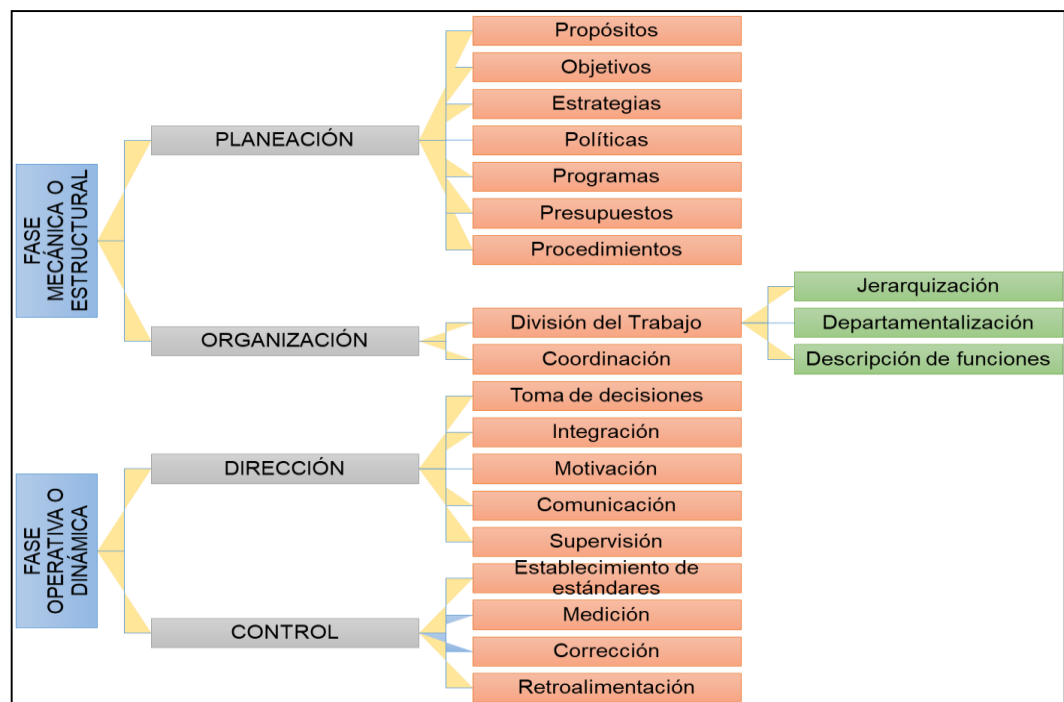 FASE
MECÁNICA O
ESTRUCTURAL
PLANEACIÓN
Propósitos
Objetivos
Estrategias
Políticas
Programas
Presupuestos
Procedimientos
ORGANIZACIÓN
División del Trabajo
Jerarquización
Departamentalización
Descripción de funciones
Coordinación
FASE
OPERATIVA O
DINÁMICA
DIRECCIÓN
Toma de decisiones
Integración
Motivación
Comunicación
Supervisión
CONTROL
Establecimiento de
estándares
Medición
Corrección
Retroalimentación